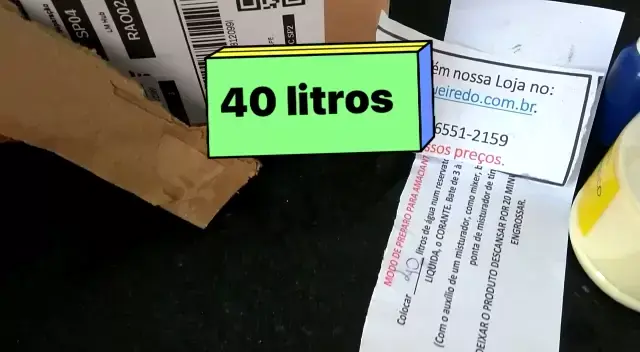 SP04
RAO02
40 litros
ém nossa Loja no:
ueiredo.com.br.
6551-2159
ssos preços.
MODO DE PREPARO PARA AMACIANT
Colocar 40 litros de água num reservat
LIQUIDA, o CORANTE. Bate de 3 à
(Com o auxílio de um misturador, como mixer, b
ponta de misturador de tin
DEIXAR O PRODUTO DESCANSAR POR 20 MIN
ENGROSSAR.